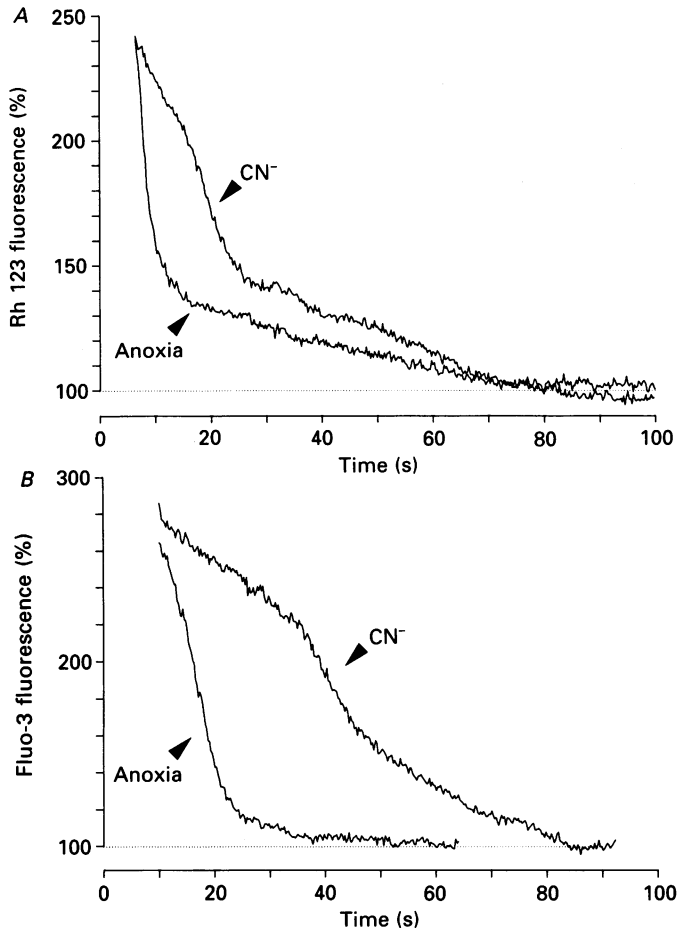 A
250
200
150
100
Rh 123 fluorescence (%)
CN⁻
Anoxia
0 20 40 60 80 100
Time (s)
B
300
200
100
Fluo-3 fluorescence (%)
CN⁻
Anoxia
0 20 40 60 80 100
Time (s)